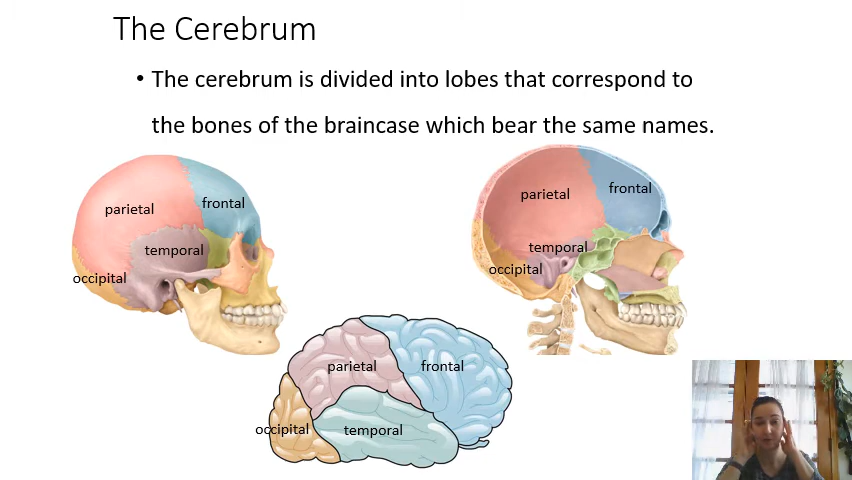 The Cerebrum
• The cerebrum is divided into lobes that correspond to
the bones of the braincase which bear the same names.
parietal
frontal
temporal
occipital
parietal
frontal
temporal
occipital
parietal
frontal
occipital
temporal